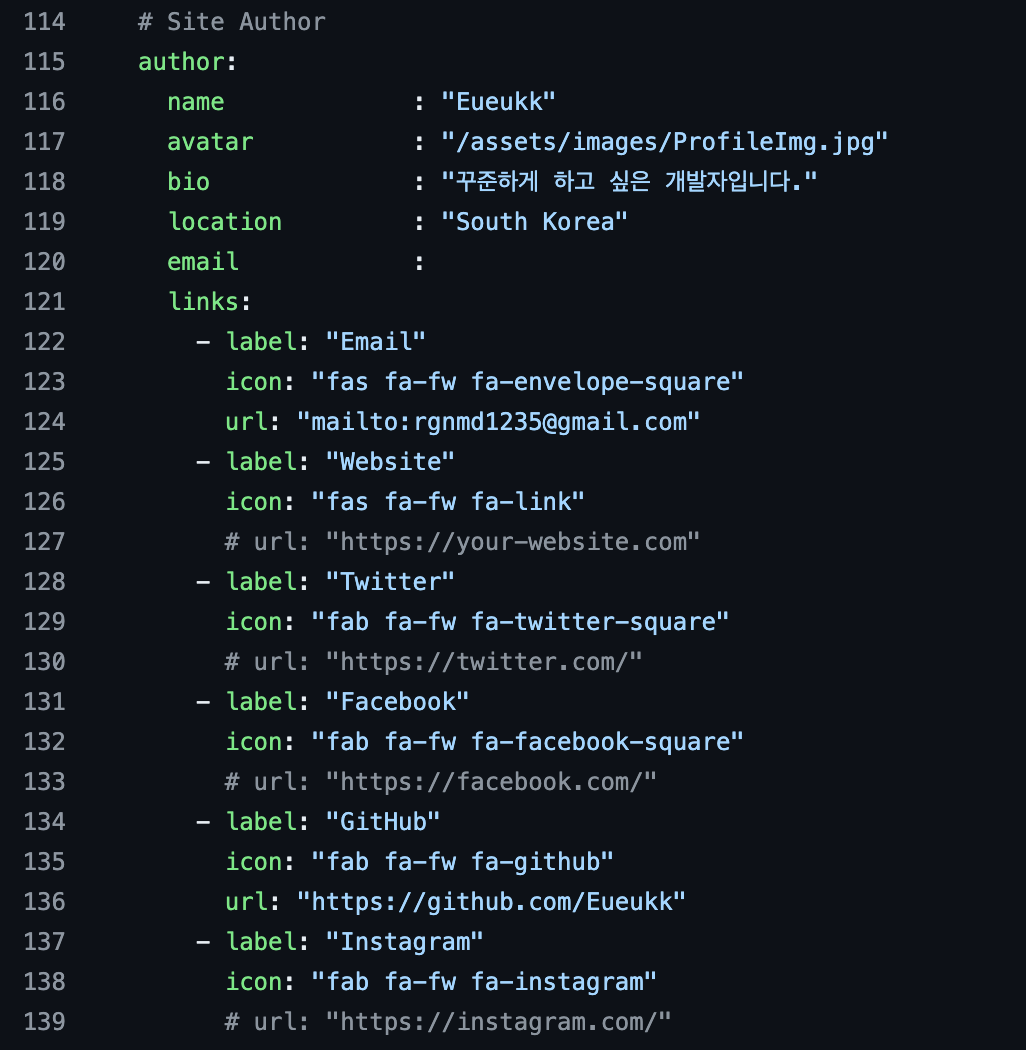 114     # Site Author
115     author:
116       name             : "Eueukk"
117       avatar           : "/assets/images/ProfileImg.jpg"
118       bio              : "꾸준하게 하고 싶은 개발자입니다."
119       location         : "South Korea"
120       email            :
121       links:
122         - label: "Email"
123           icon: "fas fa-fw fa-envelope-square"
124           url: "mailto:rgnmd1235@gmail.com"
125         - label: "Website"
126           icon: "fas fa-fw fa-link"
127           # url: "https://your-website.com"
128         - label: "Twitter"
129           icon: "fab fa-fw fa-twitter-square"
130           # url: "https://twitter.com/"
131         - label: "Facebook"
132           icon: "fab fa-fw fa-facebook-square"
133           # url: "https://facebook.com/"
134         - label: "GitHub"
135           icon: "fab fa-fw fa-github"
136           url: "https://github.com/Eueukk"
137         - label: "Instagram"
138           icon: "fab fa-fw fa-instagram"
139           # url: "https://instagram.com/"